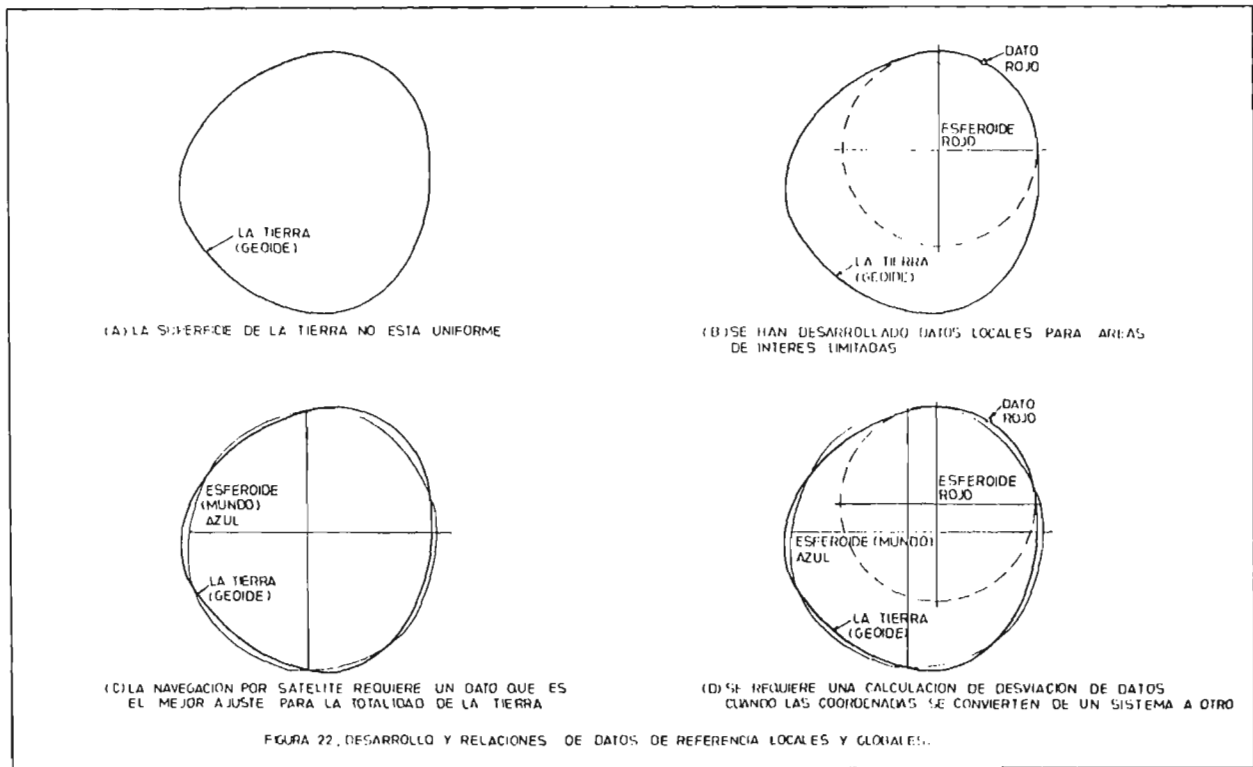 LA TIERRA
(GEOIDE)
(A) LA SUPERFICIE DE LA TIERRA NO ESTA UNIFORME
DATO
ROJO
ESFEROIDE
ROJO
LA TIERRA
(GEOIDE)
(B) SE HAN DESARROLLADO DATOS LOCALES PARA AREAS
DE INTERES LIMITADAS
ESFEROIDE
(MUNDO)
AZUL
LA TIERRA
(GEOIDE)
(C) LA NAVEGACION POR SATELITE REQUIERE UN DATO QUE ES
EL MEJOR AJUSTE PARA LA TOTALIDAD DE LA TIERRA
DATO
ROJO
ESFEROIDE
ROJO
ESFEROIDE (MUNDO)
AZUL
LA TIERRA
(GEOIDE)
(D) SE REQUIERE UNA CALCULACION DE DESVIACION DE DATOS
CUANDO LAS COORDENADAS SE CONVIERTEN DE UN SISTEMA A OTRO
FIGURA 22, DESARROLLO Y RELACIONES DE DATOS DE REFERENCIA LOCALES Y GLOBALES.